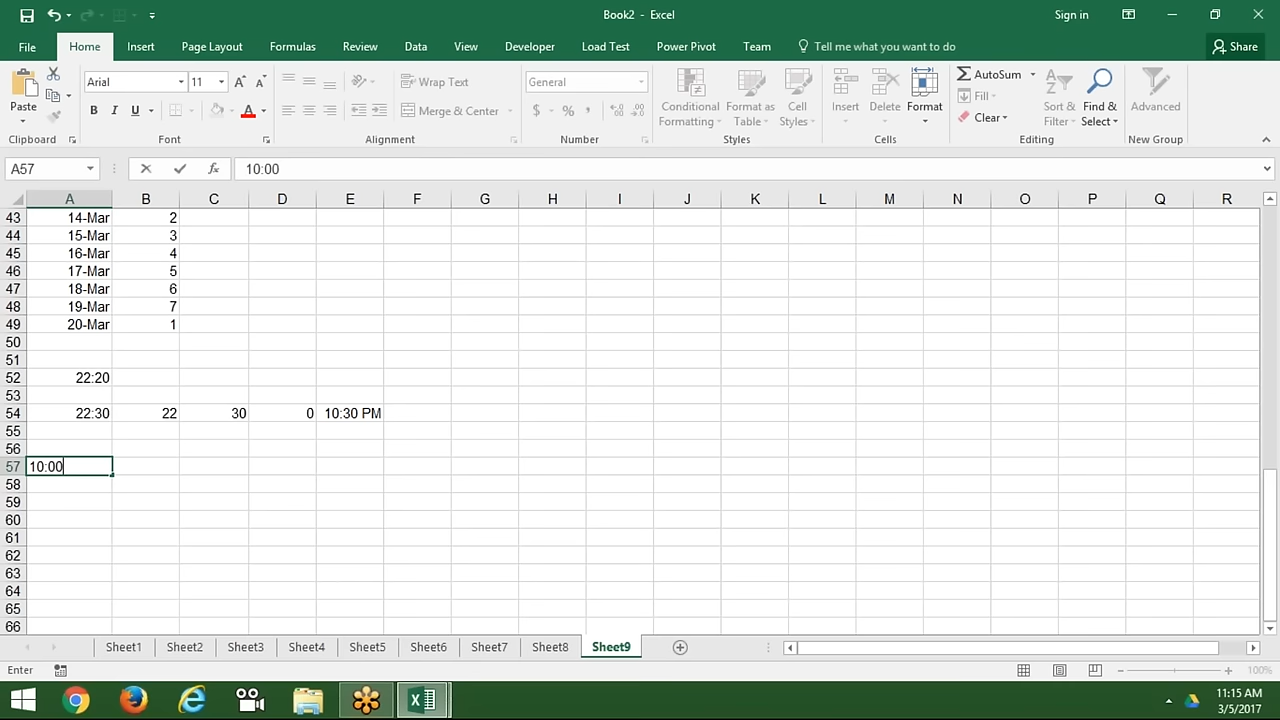 Book2 - Excel
Sign in
File Home Insert Page Layout Formulas Review Data View Developer Load Test Power Pivot Team Tell me what you want to do Share
Paste
Arial 11
Wrap Text
General
Conditional Formatting
Format as Table
Cell Styles
Insert
Delete
Format
AutoSum
Sort & Filter
Find & Select
Advanced
B I U
Merge & Center
$ % ,
Fill
Clear
Clipboard Font Alignment Number Styles Cells Editing New Group
A57 fx 10:00
A B C D E F G H I J K L M N O P Q R
43 14-Mar 2
44 15-Mar 3
45 16-Mar 4
46 17-Mar 5
47 18-Mar 6
48 19-Mar 7
49 20-Mar 1
50
51
52 22:20
53
54 22:30 22 30 0 10:30 PM
55
56
57 10:00
58
59
60
61
62
63
64
65
66
Sheet1 Sheet2 Sheet3 Sheet4 Sheet5 Sheet6 Sheet7 Sheet8 Sheet9
Enter 100%
11:15 AM
3/5/2017